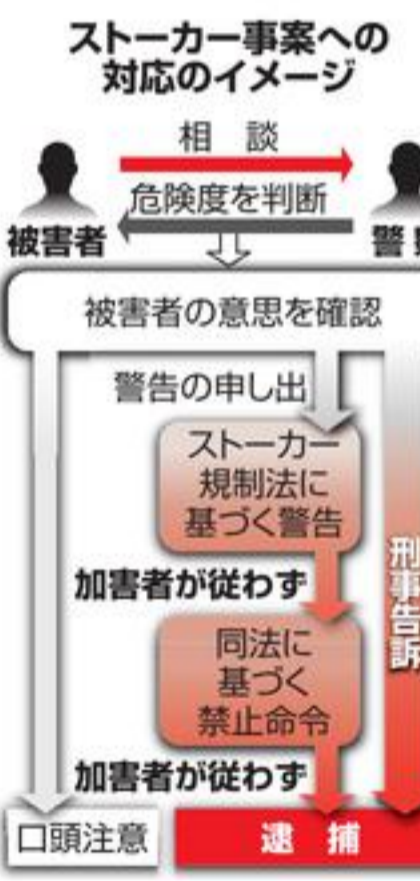 ストーカー事案への
対応のイメージ
相 談
危険度を判断
被害者
警
被害者の意思を確認
警告の申し出
ストーカー
規制法に
基づく警告
刑事告訴
加害者が従わず
同法に
基づく
禁止命令
加害者が従わず
口頭注意
逮 捕